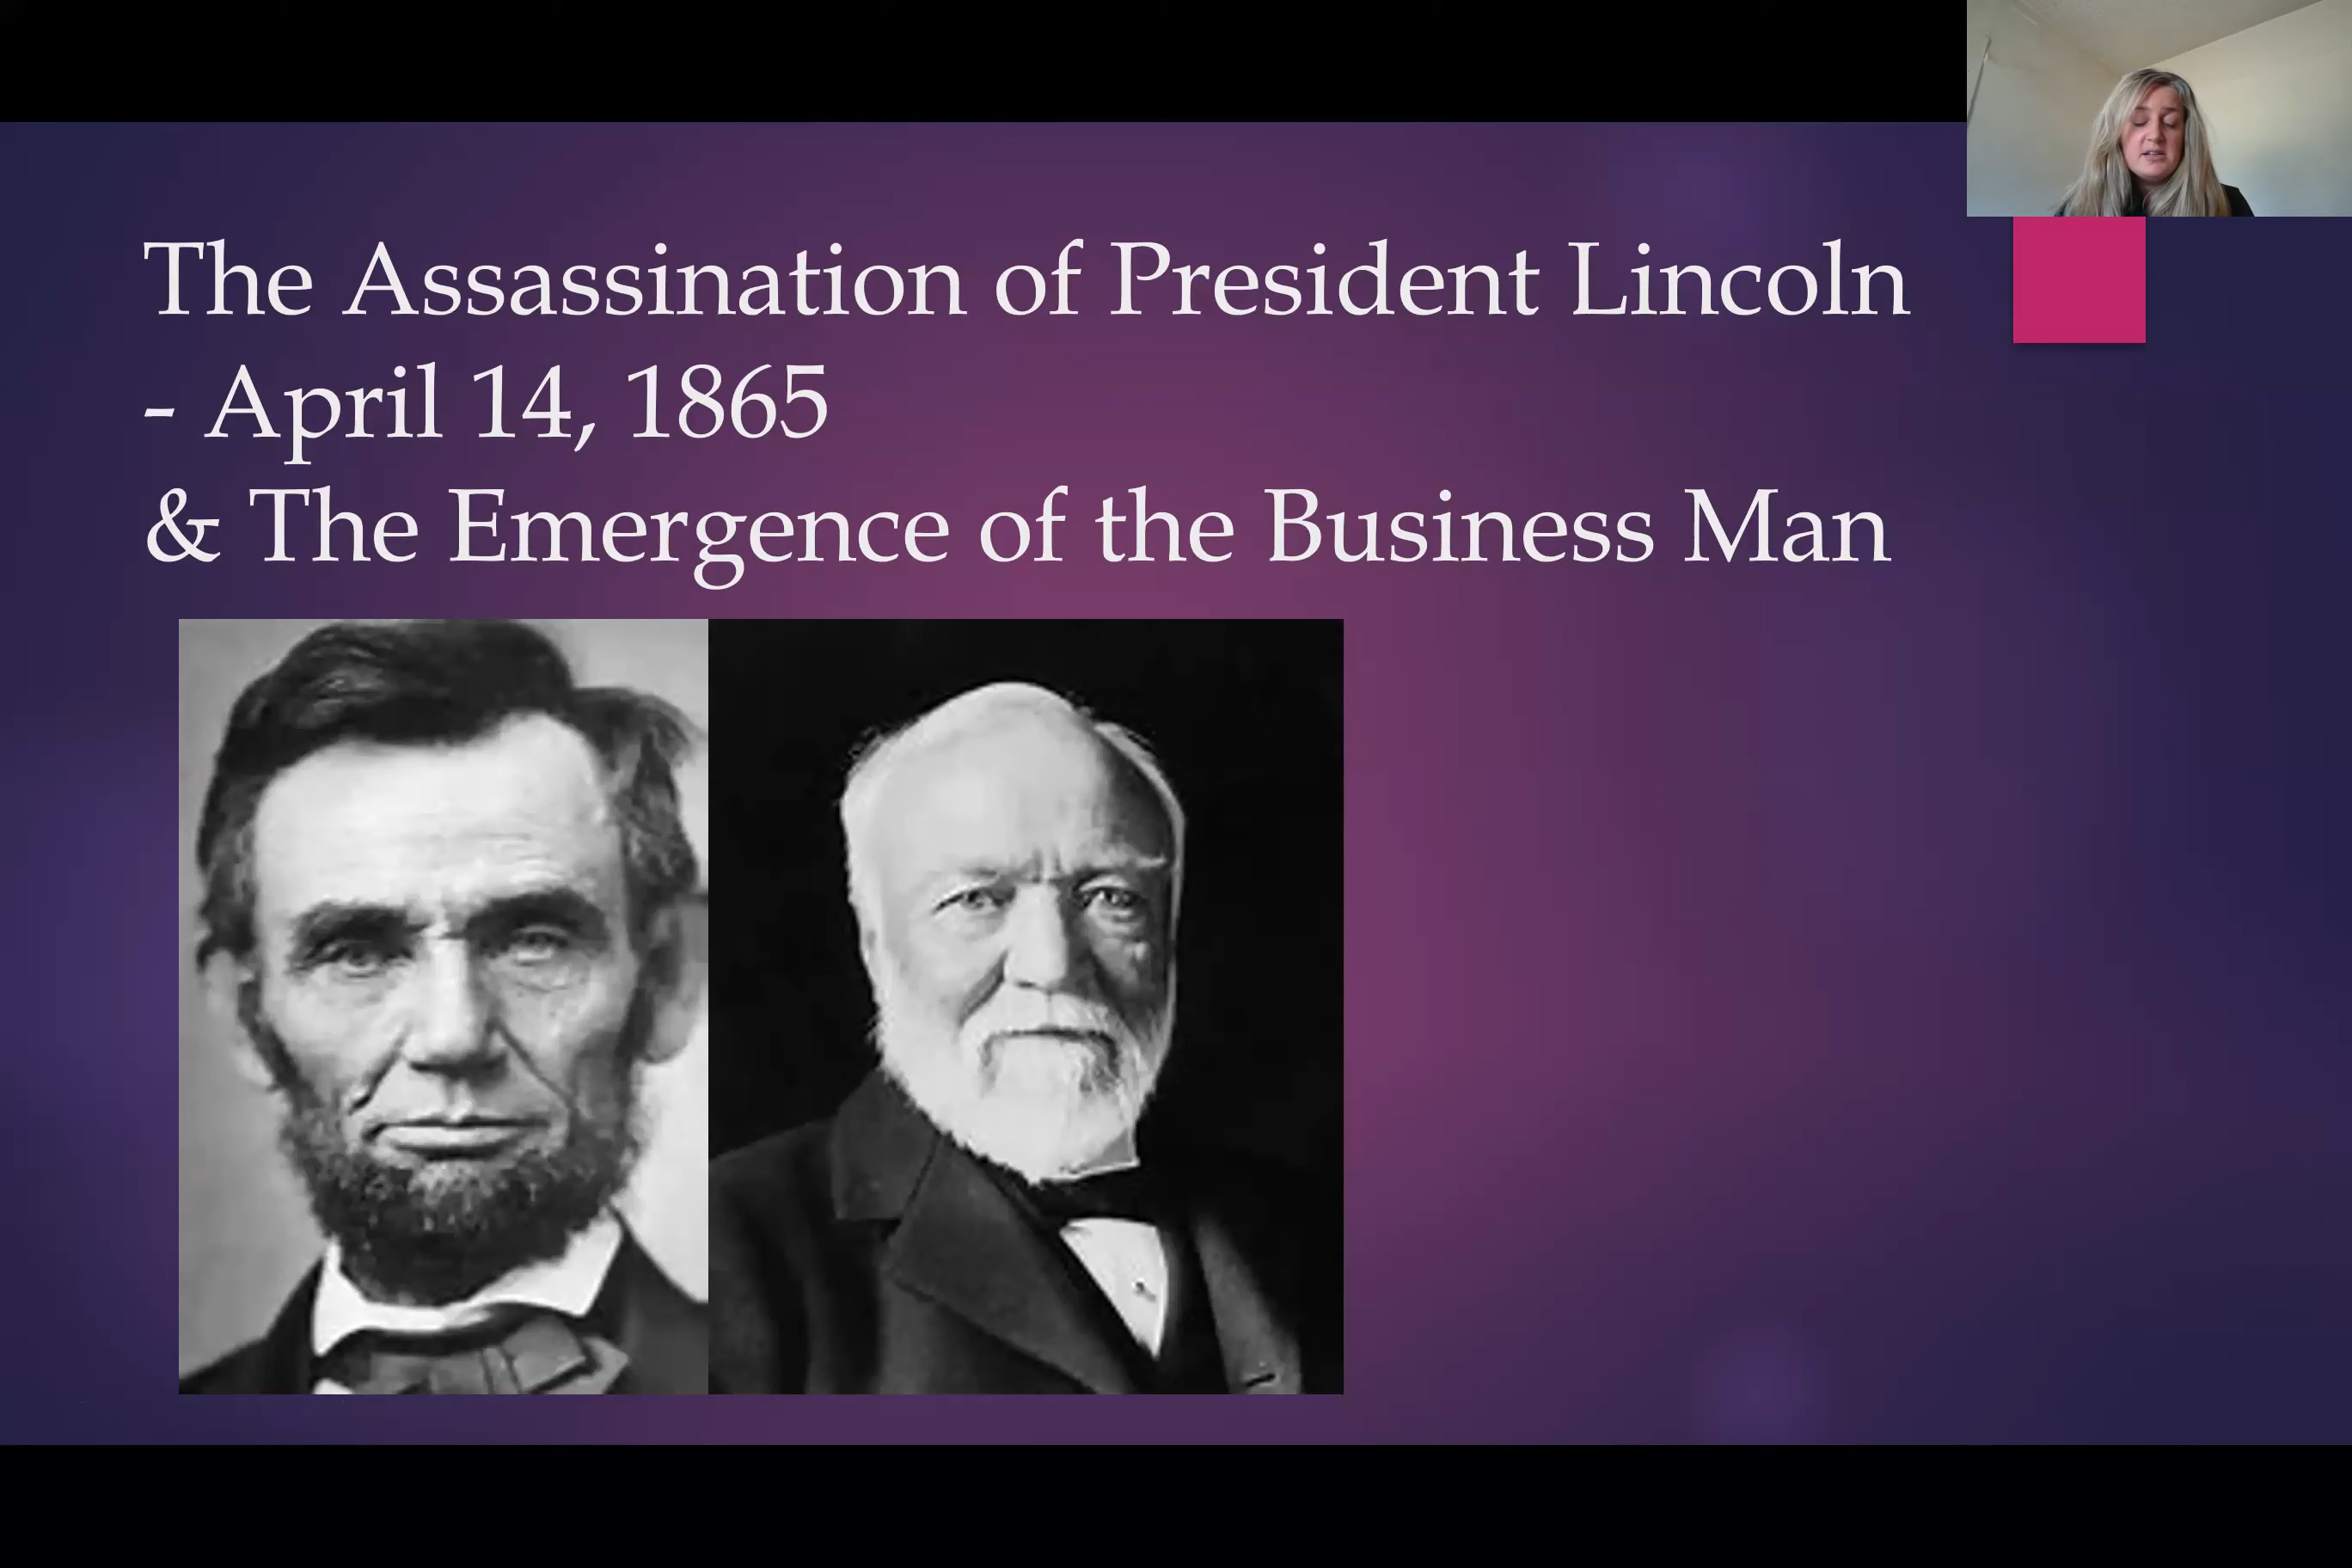 The Assassination of President Lincoln
- April 14, 1865
& The Emergence of the Business Man